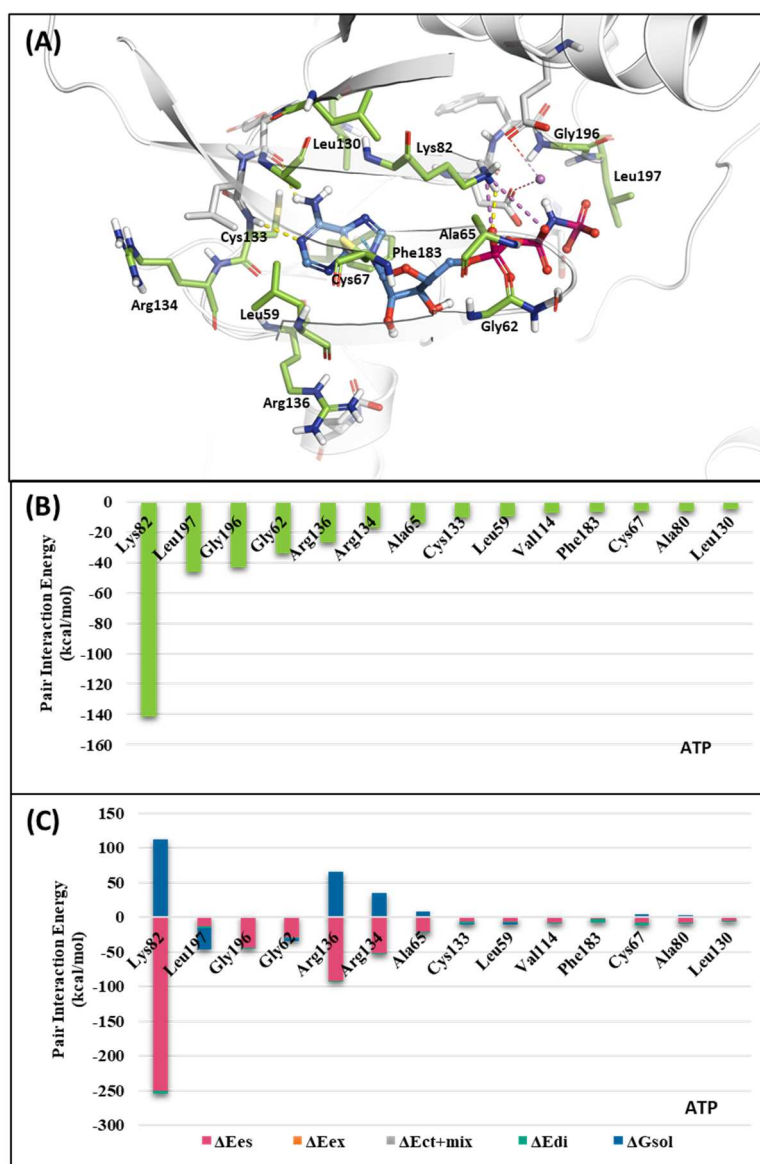 (A)
Leu130
Lys82
Gly196
Leu197
Cys133
Phe183
Ala65
Cys67
Arg134
Leu59
Gly62
Arg136
(B)
0
-20
-40
-60
-80
-100
-120
-140
-160
Pair Interaction Energy
(kcal/mol)
Lys82
Leu197
Gly196
Gly62
Arg136
Arg134
Ala65
Cys133
Leu59
Val114
Phe183
Cys67
Ala80
Leu130
ATP
(C)
150
100
50
0
-50
-100
-150
-200
-250
-300
Pair Interaction Energy
(kcal/mol)
Lys82
Leu197
Gly196
Gly62
Arg136
Arg134
Ala65
Cys133
Leu59
Val114
Phe183
Cys67
Ala80
Leu130
ATP
ΔEes ΔEex ΔEct+mix ΔEdi ΔGsol